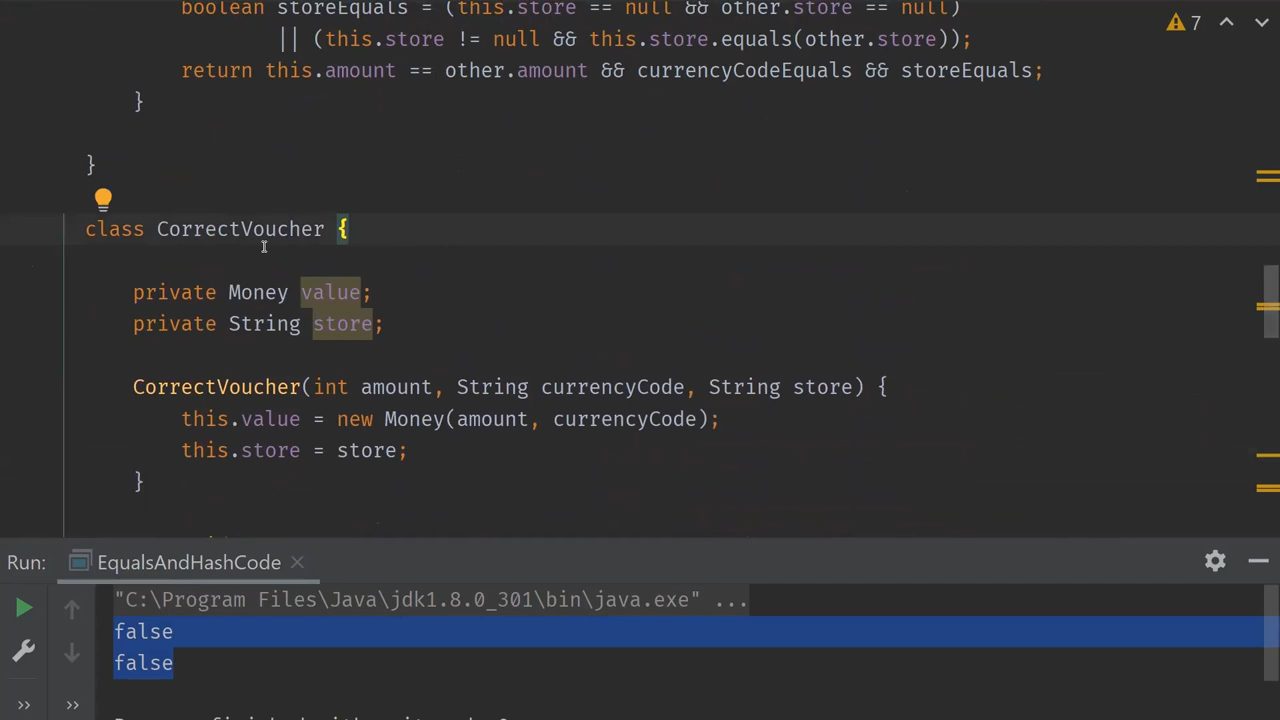 boolean storeEquals = (this.store == null && other.store == null)
|| (this.store != null && this.store.equals(other.store));
return this.amount == other.amount && currencyCodeEquals && storeEquals;
}
}
7
class CorrectVoucher {
private Money value;
private String store;
CorrectVoucher(int amount, String currencyCode, String store) {
this.value = new Money(amount, currencyCode);
this.store = store;
}
Run: EqualsAndHashCode
"C:\Program Files\Java\jdk1.8.0_301\bin\java.exe" ...
false
false